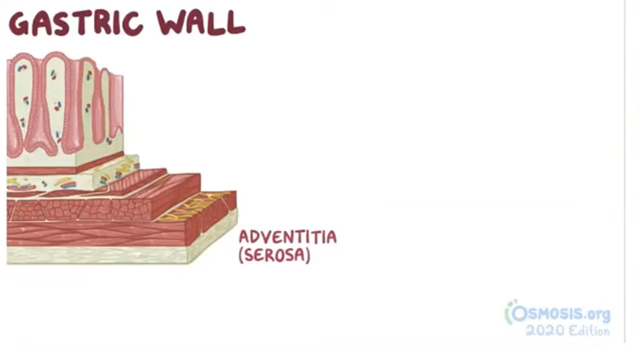 GASTRIC WALL
ADVENTITIA
(SEROSA)
OSMOSIS.org
2020 Edition